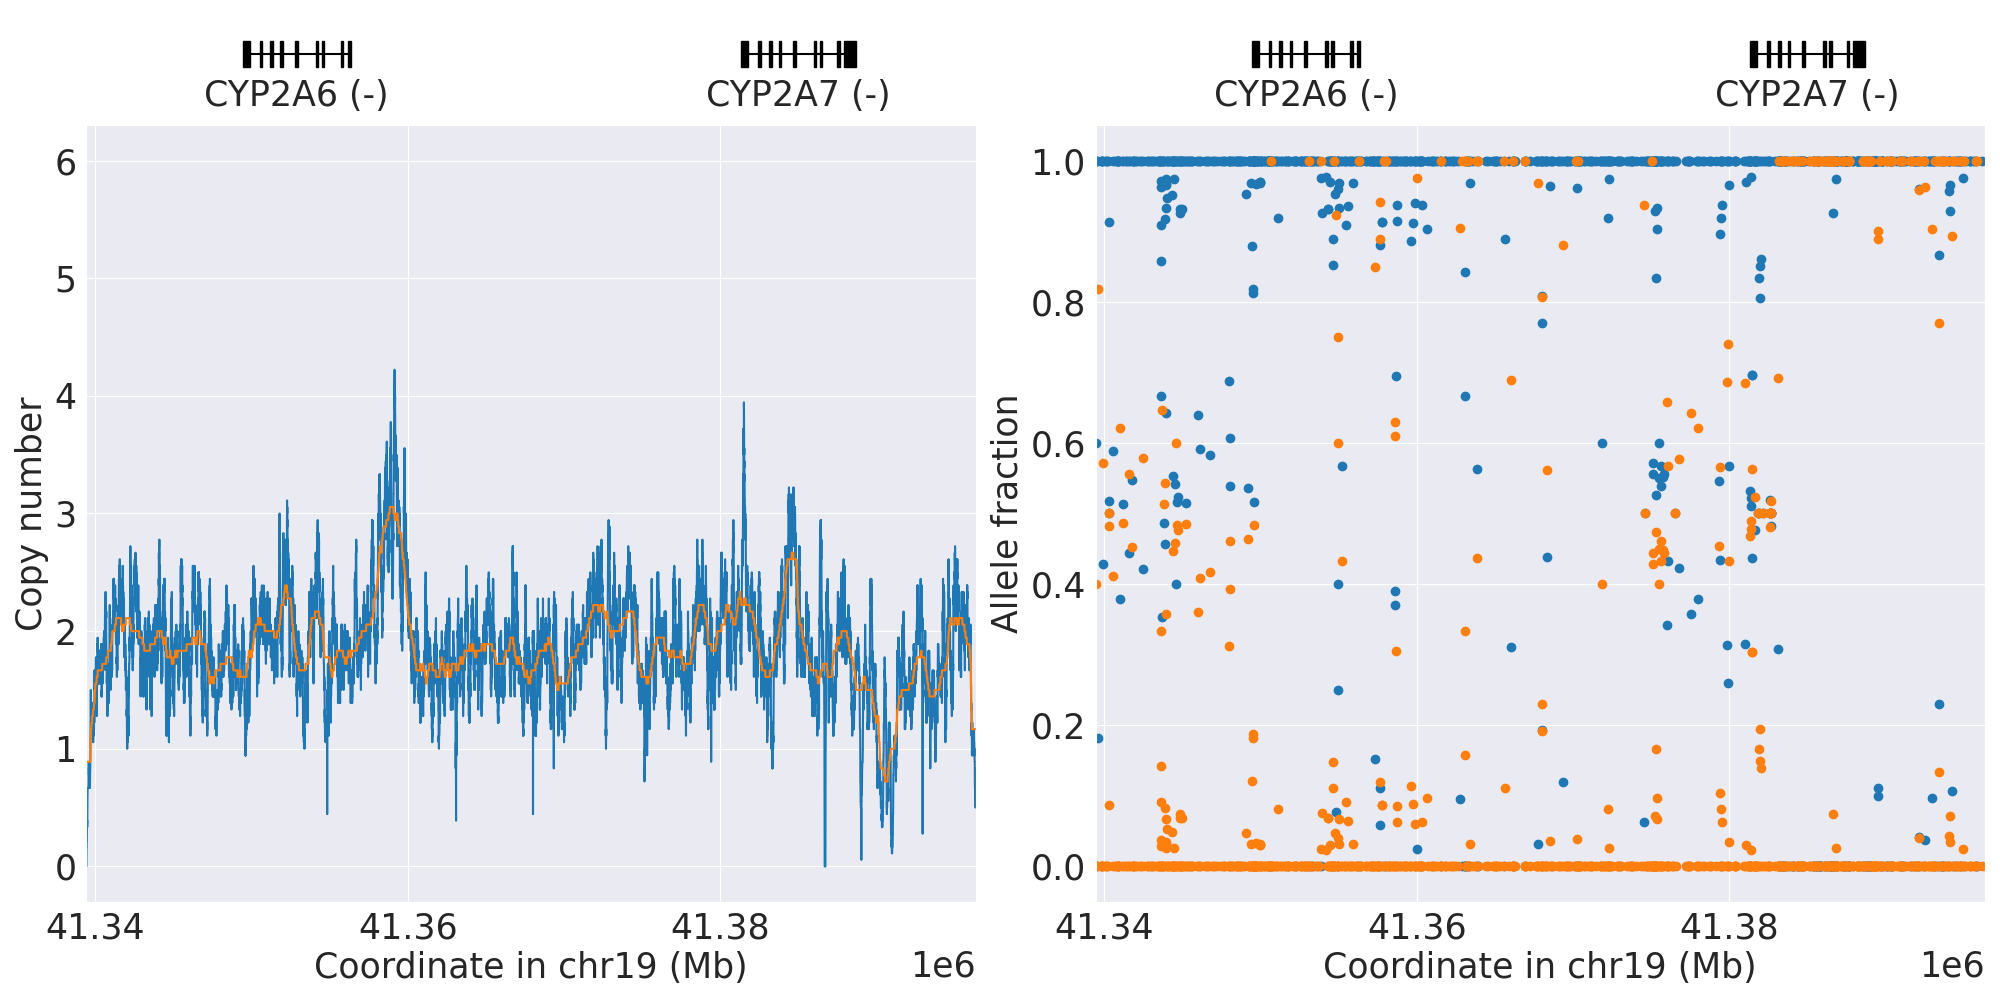 CYP2A6 (-)
CYP2A7 (-)
6
5
4
3
2
1
0
Copy number
41.34
41.36
41.38
Coordinate in chr19 (Mb)
1e6
CYP2A6 (-)
CYP2A7 (-)
1.0
0.8
0.6
0.4
0.2
0.0
Allele fraction
41.34
41.36
41.38
Coordinate in chr19 (Mb)
1e6